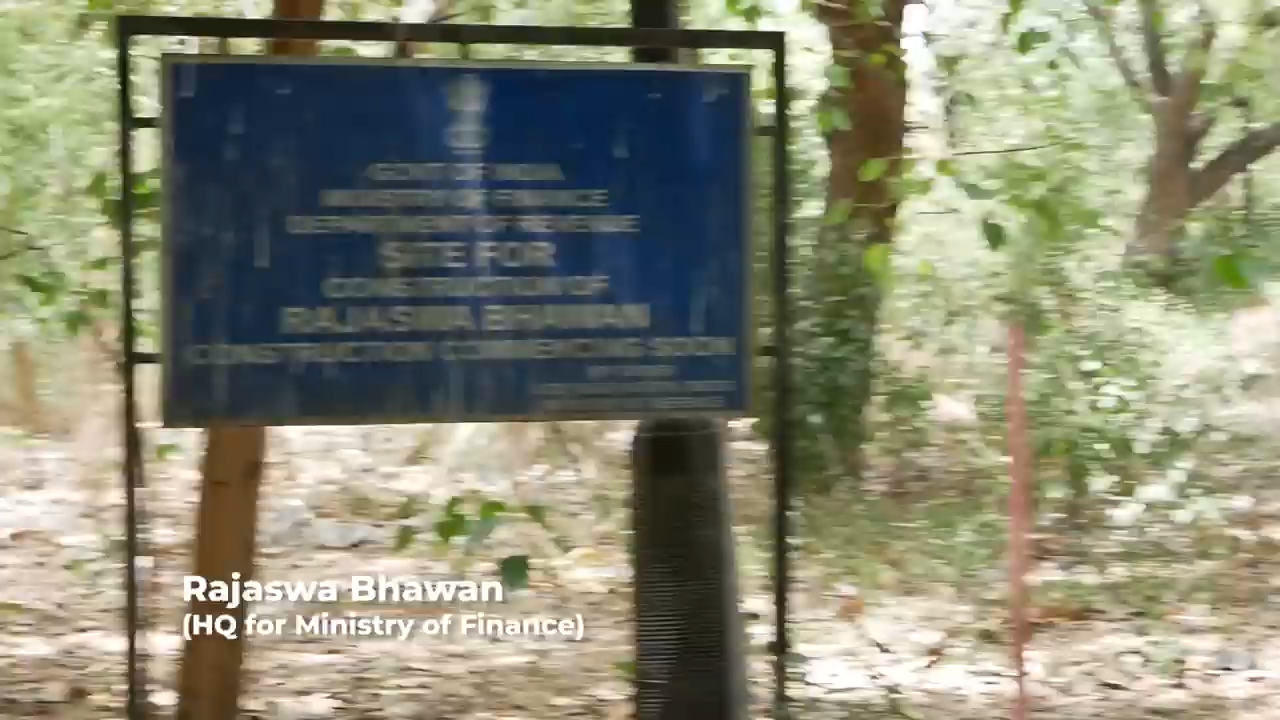 GOVT OF INDIA
MINISTRY OF FINANCE
DEPARTMENT OF REVENUE
SITE FOR
CONSTRUCTION OF
RAJASWA BHAWAN
CONSTRUCTION COMMENCING SOON
Rajaswa Bhawan
(HQ for Ministry of Finance)